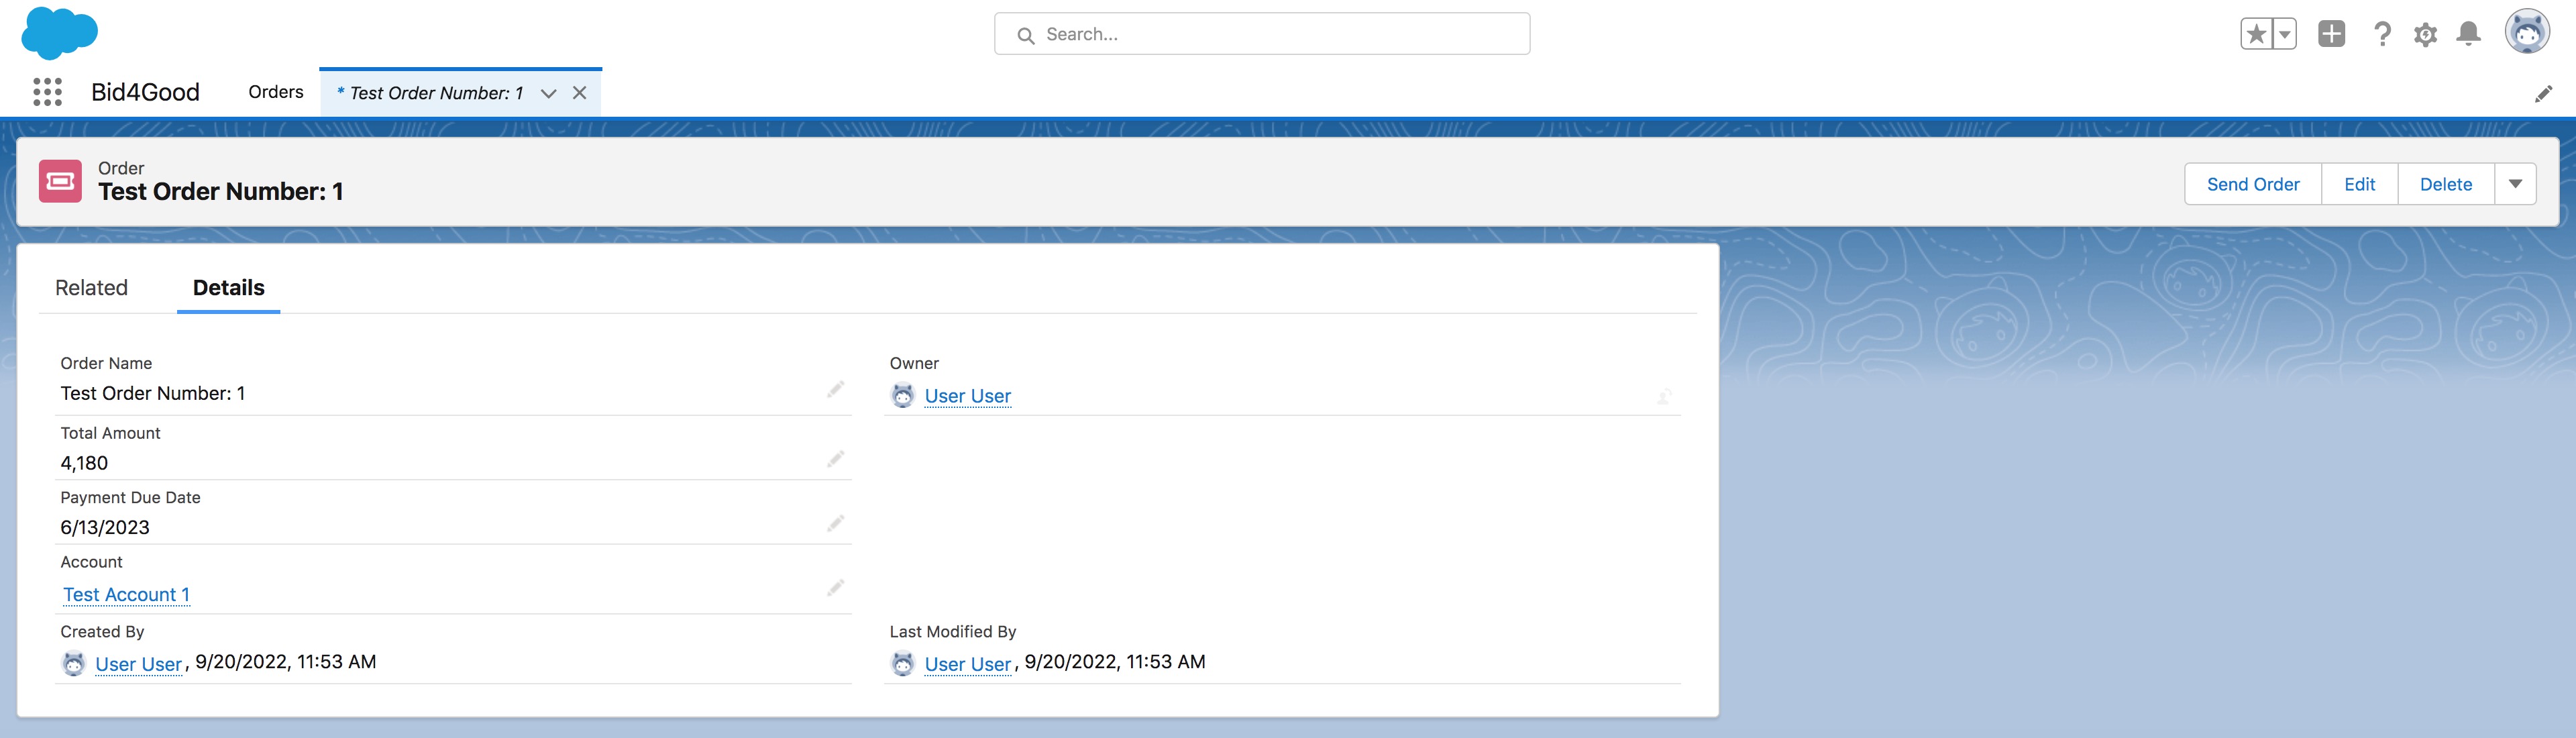 Search...
Bid4Good
Orders
* Test Order Number: 1
Order
Test Order Number: 1
Send Order
Edit
Delete
Related
Details
Order Name
Test Order Number: 1
Owner
User User
Total Amount
4,180
Payment Due Date
6/13/2023
Account
Test Account 1
Created By
User User, 9/20/2022, 11:53 AM
Last Modified By
User User, 9/20/2022, 11:53 AM